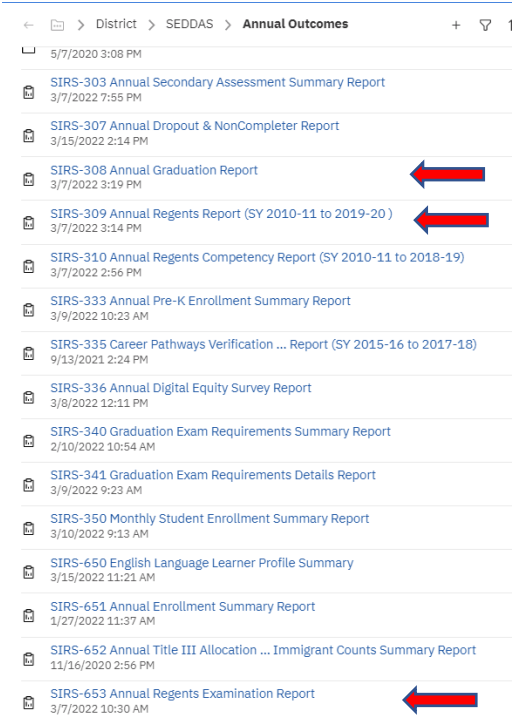 District > SEDDAS > Annual Outcomes
5/7/2020 3:08 PM
SIRS-303 Annual Secondary Assessment Summary Report
3/7/2022 7:55 PM
SIRS-307 Annual Dropout & NonCompleter Report
3/15/2022 2:14 PM
SIRS-308 Annual Graduation Report
3/7/2022 3:19 PM
SIRS-309 Annual Regents Report (SY 2010-11 to 2019-20 )
3/7/2022 3:14 PM
SIRS-310 Annual Regents Competency Report (SY 2010-11 to 2018-19)
3/7/2022 2:56 PM
SIRS-333 Annual Pre-K Enrollment Summary Report
3/9/2022 10:23 AM
SIRS-335 Career Pathways Verification ... Report (SY 2015-16 to 2017-18)
9/13/2021 2:24 PM
SIRS-336 Annual Digital Equity Survey Report
3/8/2022 12:11 PM
SIRS-340 Graduation Exam Requirements Summary Report
2/10/2022 10:54 AM
SIRS-341 Graduation Exam Requirements Details Report
3/9/2022 9:23 AM
SIRS-350 Monthly Student Enrollment Summary Report
3/10/2022 9:13 AM
SIRS-650 English Language Learner Profile Summary
3/15/2022 11:21 AM
SIRS-651 Annual Enrollment Summary Report
1/27/2022 11:37 AM
SIRS-652 Annual Title III Allocation ... Immigrant Counts Summary Report
11/16/2020 2:56 PM
SIRS-653 Annual Regents Examination Report
3/7/2022 10:30 AM